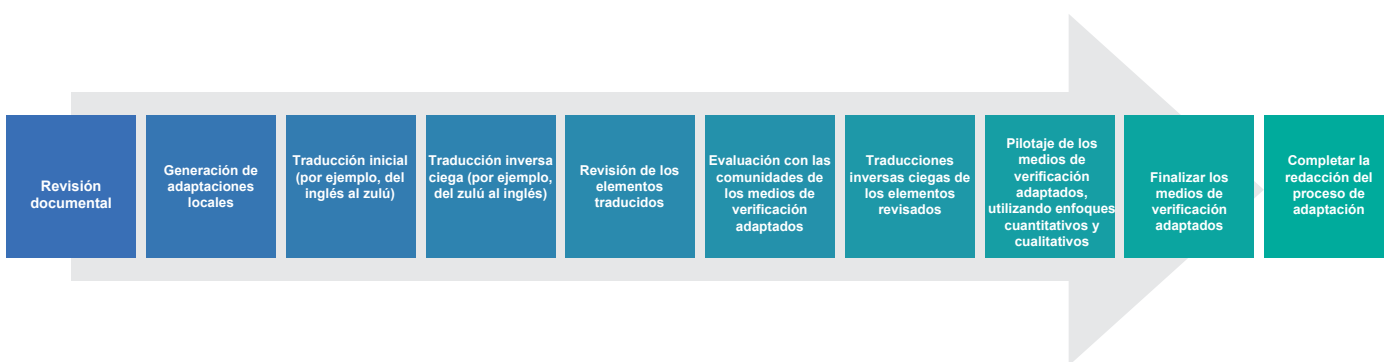 Revisión
documental
Generación de
adaptaciones
locales
Traducción inicial
(por ejemplo, del
inglés al zulú)
Traducción inversa
ciega (por ejemplo,
del zulú al inglés)
Revisión de los
elementos
traducidos
Evaluación con las
comunidades de
los medios de
verificación
adaptados
Traducciones
inversas ciegas de
los elementos
revisados
Pilotaje de los
medios de
verificación
adaptados,
utilizando enfoques
cuantitativos y
cualitativos
Finalizar los
medios de
verificación
adaptados
Completar la
redacción del
proceso de
adaptación